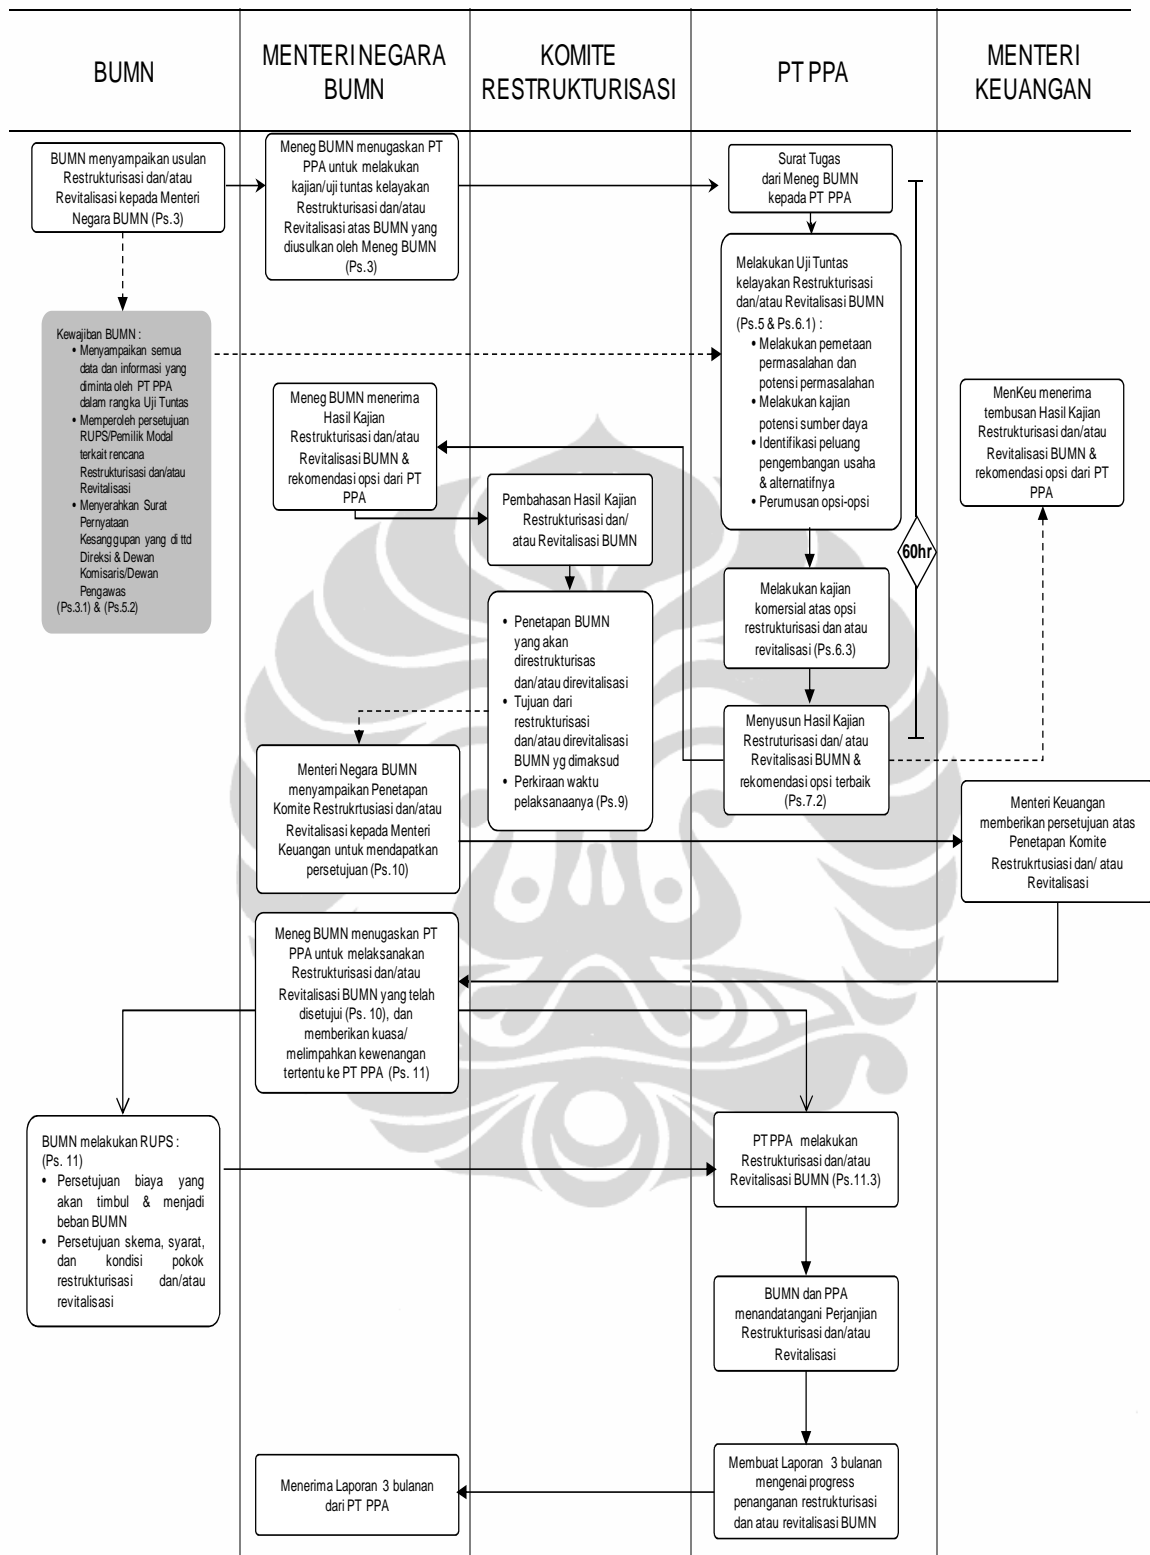 BUMN
MENTERI NEGARA
BUMN
KOMITE
RESTRUKTURISASI
PT PPA
MENTERI
KEUANGAN
BUMN menyampaikan usulan
Restrukturisasi dan/atau
Revitalisasi kepada Menteri
Negara BUMN (Ps.3)
Meneg BUMN menugaskan PT
PPA untuk melakukan
kajian/uji tuntas kelayakan
Restrukturisasi dan/atau
Revitalisasi atas BUMN yang
diusulkan oleh Meneg BUMN
(Ps.3)
Surat Tugas
dari Meneg BUMN
kepada PT PPA
Melakukan Uji Tuntas
kelayakan Restrukturisasi
dan/atau Revitalisasi BUMN
(Ps.5 & Ps.6.1) :
• Melakukan pemetaan
permasalahan dan
potensi permasalahan
• Melakukan kajian
potensi sumber daya
• Identifikasi peluang
pengembangan usaha
& alternatifnya
• Perumusan opsi-opsi
60hr
Kewajiban BUMN :
• Menyampaikan semua
data dan informasi yang
diminta oleh PT PPA
dalam rangka Uji Tuntas
• Memperoleh persetujuan
RUPS/Pemilik Modal
terkait rencana
Restrukturisasi dan/atau
Revitalisasi
• Menyerahkan Surat
Pernyataan
Kesanggupan yang di ttd
Direksi & Dewan
Komisaris/Dewan
Pengawas
(Ps.3.1) & (Ps.5.2)
Meneg BUMN menerima
Hasil Kajian
Restrukturisasi dan/atau
Revitalisasi BUMN &
rekomendasi opsi dari PT
PPA
MenKeu menerima
tembusan Hasil Kajian
Restrukturisasi dan/atau
Revitalisasi BUMN &
rekomendasi opsi dari PT
PPA
Pembahasan Hasil Kajian
Restrukturisasi dan/
atau Revitalisasi BUMN
Melakukan kajian
komersial atas opsi
restrukturisasi dan atau
revitalisasi (Ps.6.3)
• Penetapan BUMN
yang akan
direstrukturisas
dan/atau direvitalisasi
• Tujuan dari
restrukturisasi
dan/atau direvitalisasi
BUMN yg dimaksud
• Perkiraan waktu
pelaksanaanya (Ps.9)
Menyusun Hasil Kajian
Restruturisasi dan/ atau
Revitalisasi BUMN &
rekomendasi opsi terbaik
(Ps.7.2)
Menteri Negara BUMN
menyampaikan Penetapan
Komite Restrukrtusiasi dan/atau
Revitalisasi kepada Menteri
Keuangan untuk mendapatkan
persetujuan (Ps.10)
Menteri Keuangan
memberikan persetujuan atas
Penetapan Komite
Restrukrtusiasi dan/ atau
Revitalisasi
Meneg BUMN menugaskan PT
PPA untuk melaksanakan
Restrukturisasi dan/atau
Revitalisasi BUMN yang telah
disetujui (Ps. 10), dan
memberikan kuasa/
melimpahkan kewenangan
tertentu ke PT PPA (Ps. 11)
BUMN melakukan RUPS :
(Ps. 11)
• Persetujuan biaya yang
akan timbul & menjadi
beban BUMN
• Persetujuan skema, syarat,
dan kondisi pokok
restrukturisasi dan/atau
revitalisasi
PT PPA melakukan
Restrukturisasi dan/atau
Revitalisasi BUMN (Ps.11.3)
BUMN dan PPA
menandatangani Perjanjian
Restrukturisasi dan/atau
Revitalisasi
Menerima Laporan 3 bulanan
dari PT PPA
Membuat Laporan 3 bulanan
mengenai progress
penanganan restrukturisasi
dan atau revitalisasi BUMN